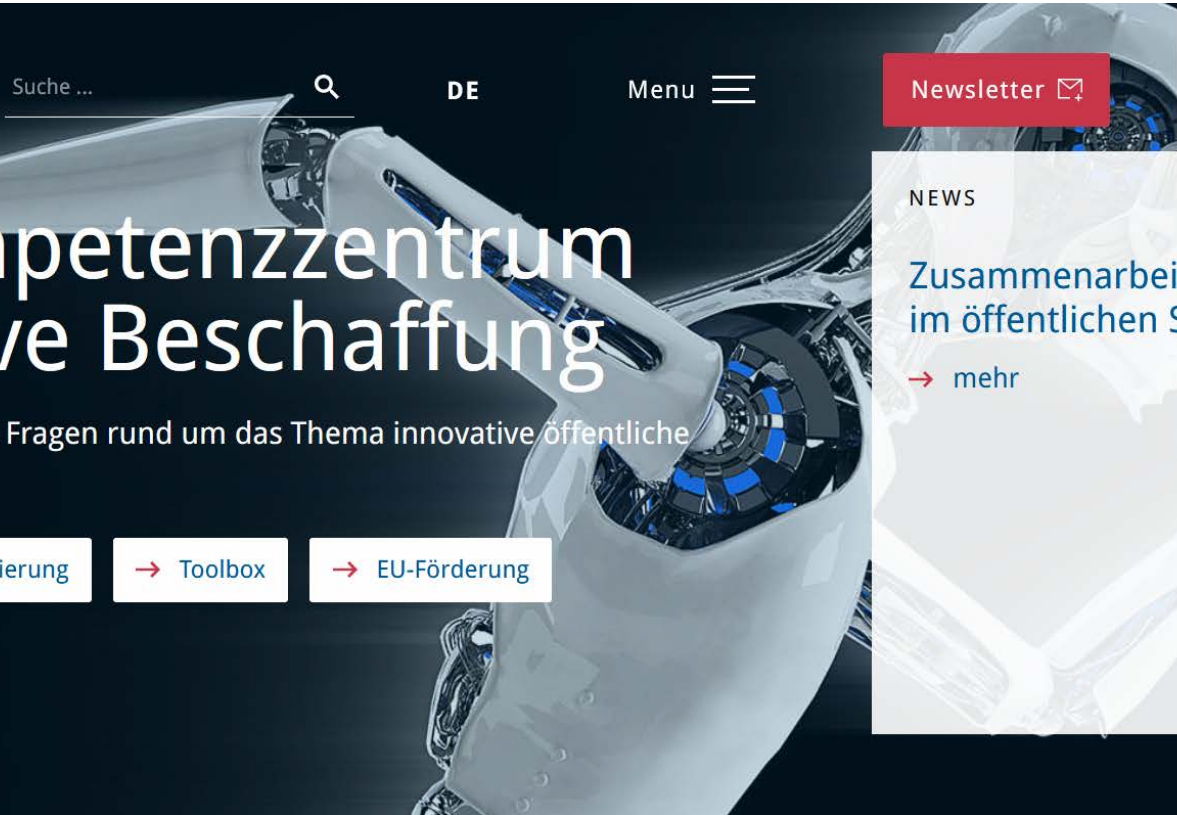 Suche ...
DE
Menu
Newsletter
petenzzentrum
ve Beschaffung
Fragen rund um das Thema innovative öffentliche
ierung
Toolbox
EU-Förderung
NEWS
Zusammenarbei
im öffentlichen S
mehr